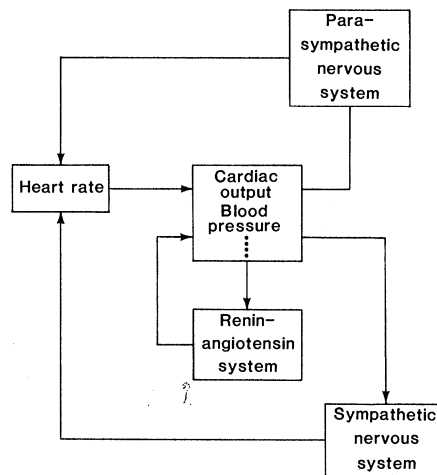 Para-
sympathetic
nervous
system
Heart rate
Cardiac
output
Blood
pressure
Renin-
angiotensin
system
Sympathetic
nervous
system